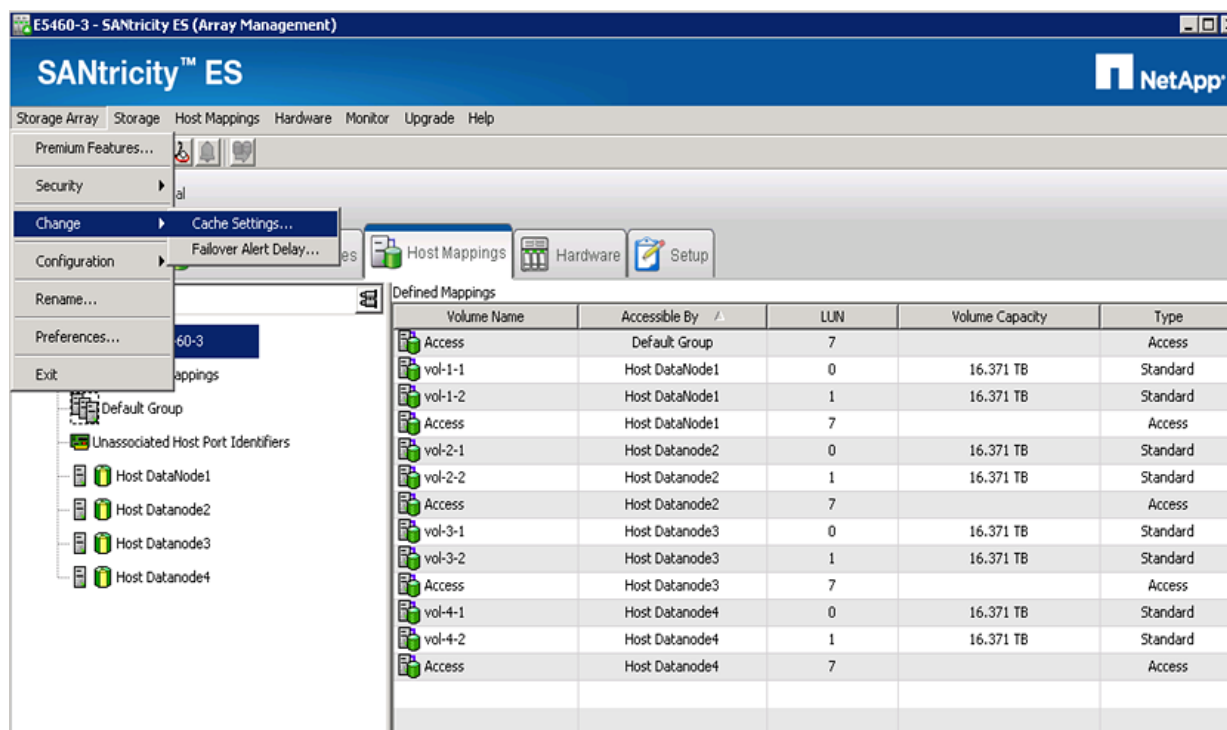 E5460-3 - SANtricity ES (Array Management)
SANtricity™ ES
NetApp
Storage Array Storage Host Mappings Hardware Monitor Upgrade Help
Premium Features...
Security
al
Change
Cache Settings...
Failover Alert Delay...
Configuration
Rename...
Preferences...
Exit
es
Host Mappings
Hardware
Setup
60-3
appings
Default Group
Unassociated Host Port Identifiers
Host DataNode1
Host Datanode2
Host Datanode3
Host Datanode4
Defined Mappings
Volume Name Accessible By LUN Volume Capacity Type
Access Default Group 7 Access
vol-1-1 Host DataNode1 0 16.371 TB Standard
vol-1-2 Host DataNode1 1 16.371 TB Standard
Access Host DataNode1 7 Access
vol-2-1 Host Datanode2 0 16.371 TB Standard
vol-2-2 Host Datanode2 1 16.371 TB Standard
Access Host Datanode2 7 Access
vol-3-1 Host Datanode3 0 16.371 TB Standard
vol-3-2 Host Datanode3 1 16.371 TB Standard
Access Host Datanode3 7 Access
vol-4-1 Host Datanode4 0 16.371 TB Standard
vol-4-2 Host Datanode4 1 16.371 TB Standard
Access Host Datanode4 7 Access